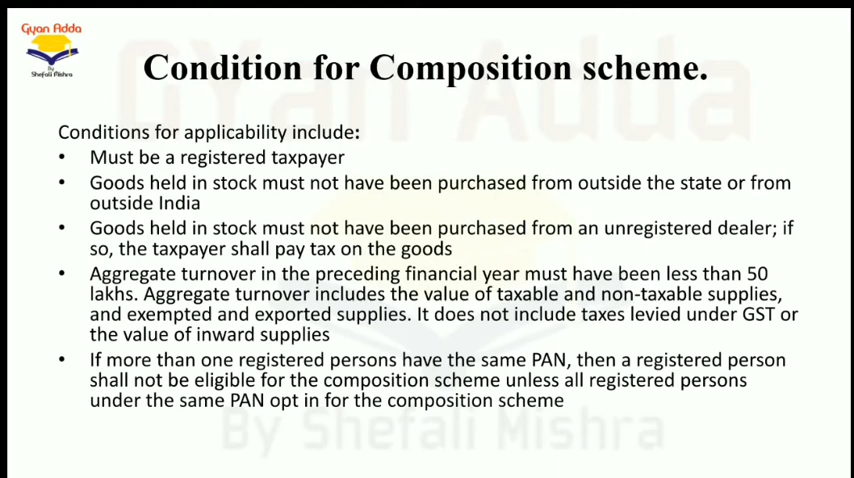 Gyan Adda
By
Shefali Mishra
Condition for Composition scheme.
Conditions for applicability include:
• Must be a registered taxpayer
• Goods held in stock must not have been purchased from outside the state or from
outside India
• Goods held in stock must not have been purchased from an unregistered dealer; if
so, the taxpayer shall pay tax on the goods
• Aggregate turnover in the preceding financial year must have been less than 50
lakhs. Aggregate turnover includes the value of taxable and non-taxable supplies,
and exempted and exported supplies. It does not include taxes levied under GST or
the value of inward supplies
• If more than one registered persons have the same PAN, then a registered person
shall not be eligible for the composition scheme unless all registered persons
under the same PAN opt in for the composition scheme
GYan Adda
By Shefali Mishra